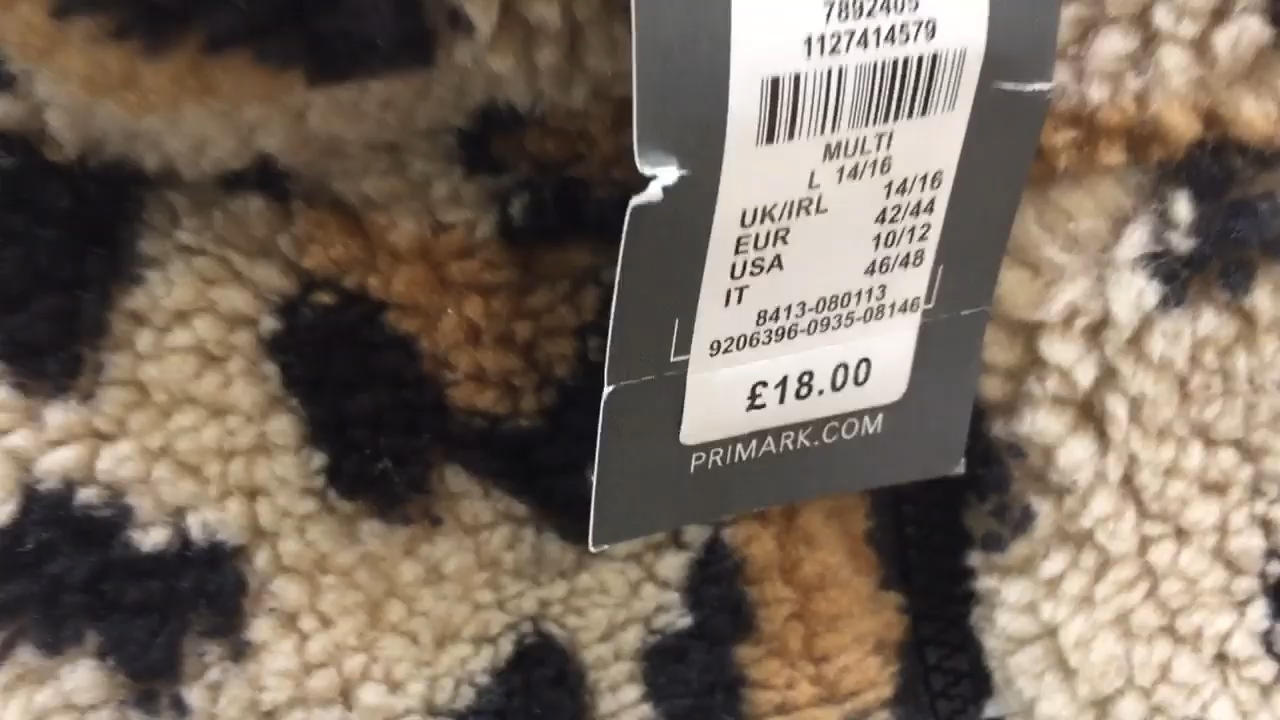 7892405
1127414579
MULTI
L 14/16
UK/IRL 14/16
EUR 42/44
USA 10/12
IT 46/48
8413-080113
9206396-0935-08146
£18.00
PRIMARK.COM